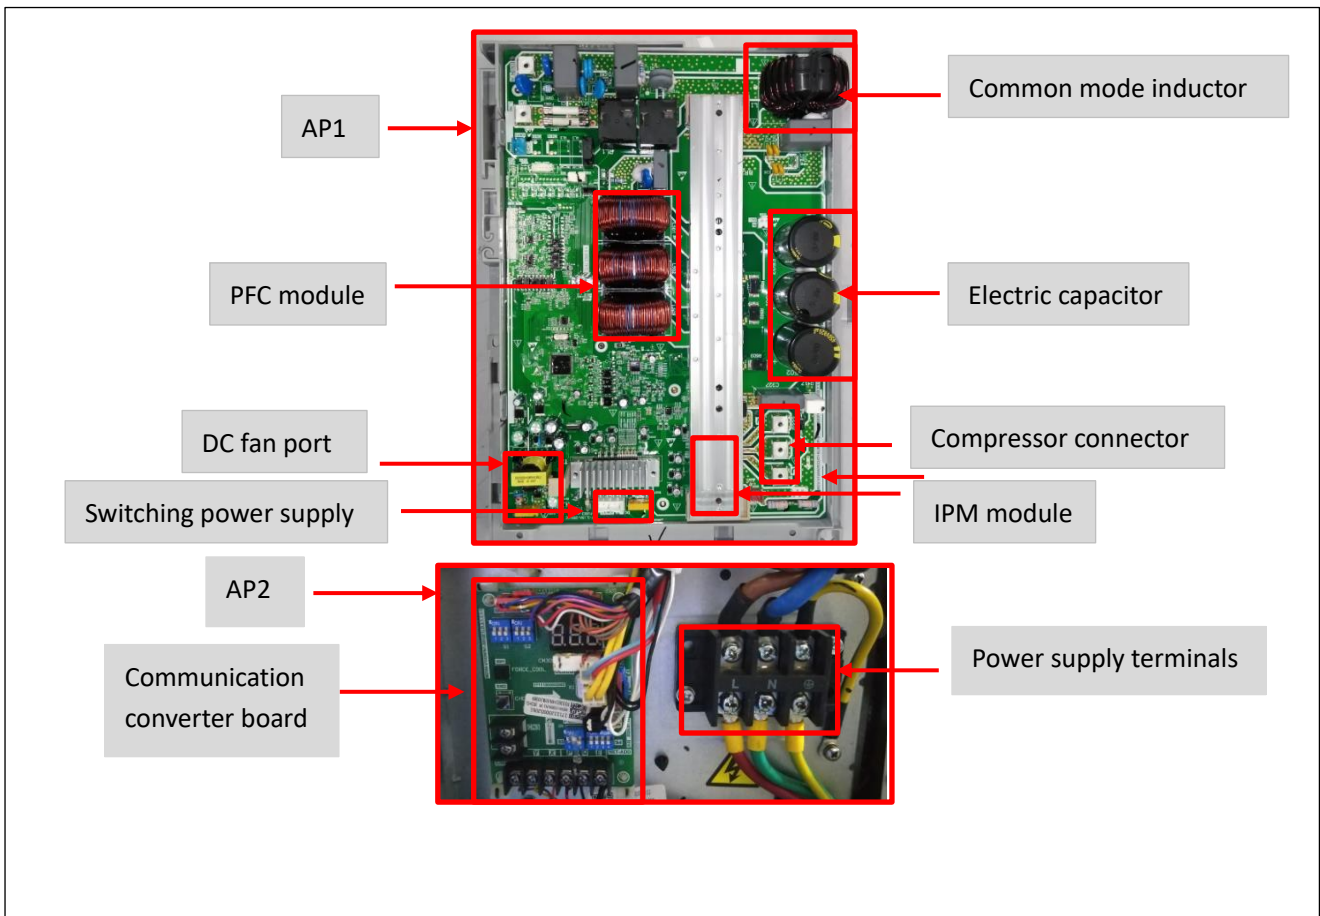 AP1
Common mode inductor
PFC module
Electric capacitor
DC fan port
Compressor connector
Switching power supply
IPM module
AP2
Communication
converter board
Power supply terminals
L N